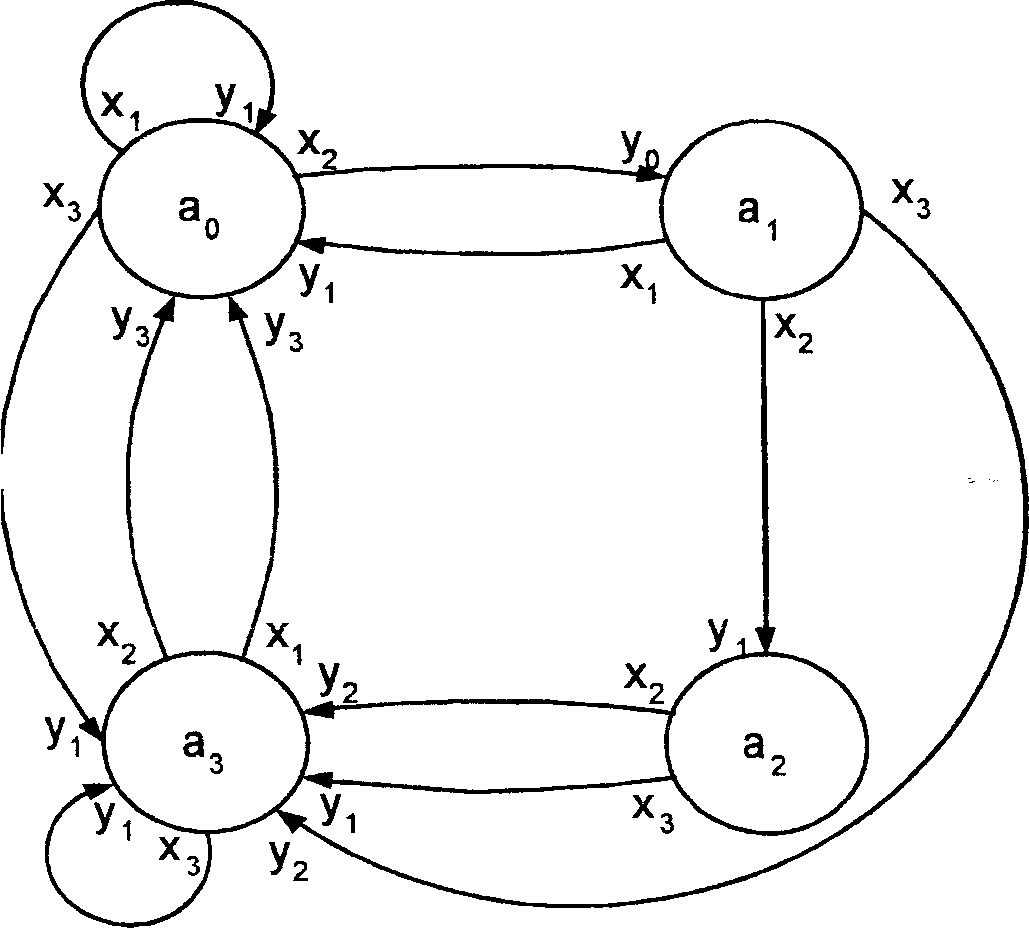 x₁ y₁
x₂ y₀
x₃ a₀ a₁ x₃
y₁ x₁
y₃ y₃ x₂
x₂ x₁ y₁
y₂ x₂
y₁ a₃ a₂
y₁ y₁ x₃
x₃ y₂